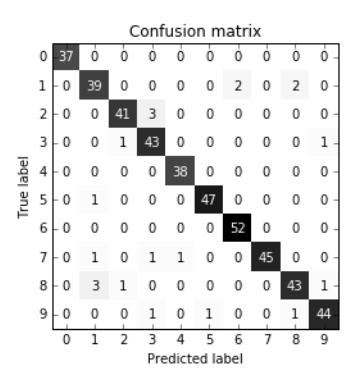 Confusion matrix
0 37 0 0 0 0 0 0 0 0 0
1 0 39 0 0 0 0 2 0 2 0
2 0 0 41 3 0 0 0 0 0 0
3 0 0 1 43 0 0 0 0 0 1
4 0 0 0 0 38 0 0 0 0 0
5 0 1 0 0 0 47 0 0 0 0
6 0 0 0 0 0 0 52 0 0 0
7 0 1 0 1 1 0 0 45 0 0
8 0 3 1 0 0 0 0 0 43 1
9 0 0 0 1 0 1 0 0 1 44
0 1 2 3 4 5 6 7 8 9
Predicted label
True label